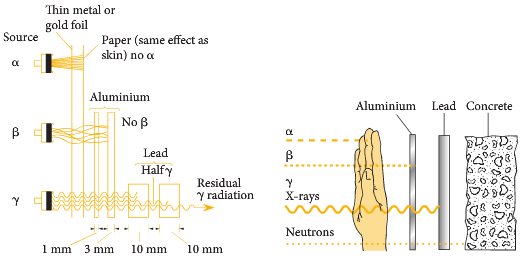 Thin metal or
gold foil
Source
Paper (same effect as
skin) no α
α
Aluminium
No β
β
Lead
Half γ
Residual
γ radiation
γ
1 mm
3 mm
10 mm
10 mm
Aluminium
Lead
Concrete
α
β
γ
X-rays
Neutrons